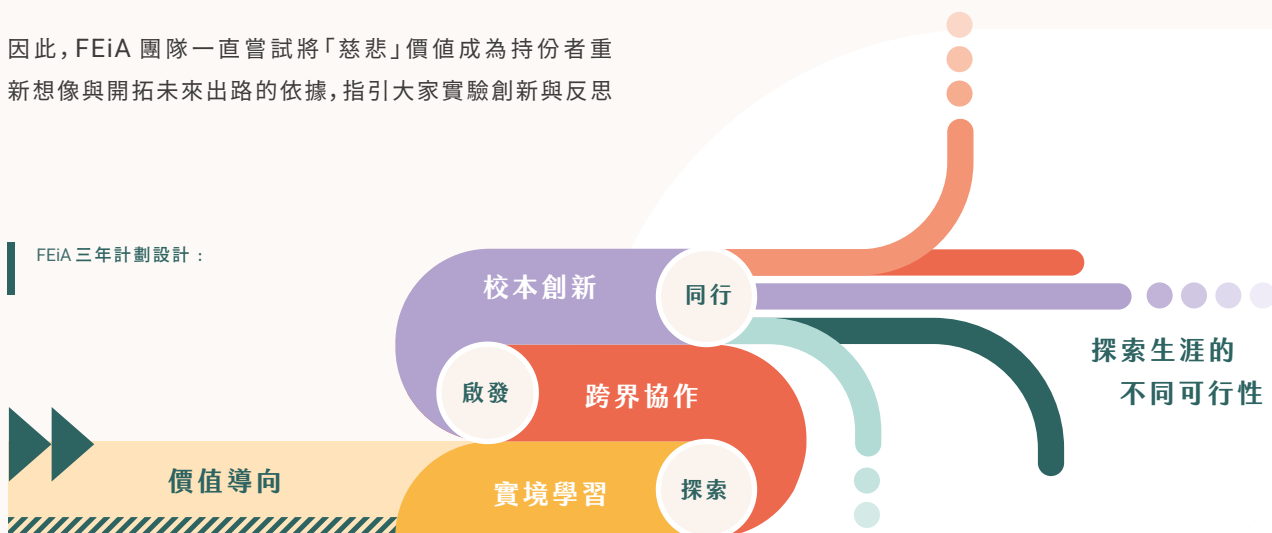 因此，FEiA 團隊一直嘗試將「慈悲」價值成為持份者重
新想像與開拓未來出路的依據，指引大家實驗創新與反思
FEiA 三年計劃設計：
校本創新
同行
探索生涯的
不同可行性
啟發
跨界協作
價值導向
實境學習
探索